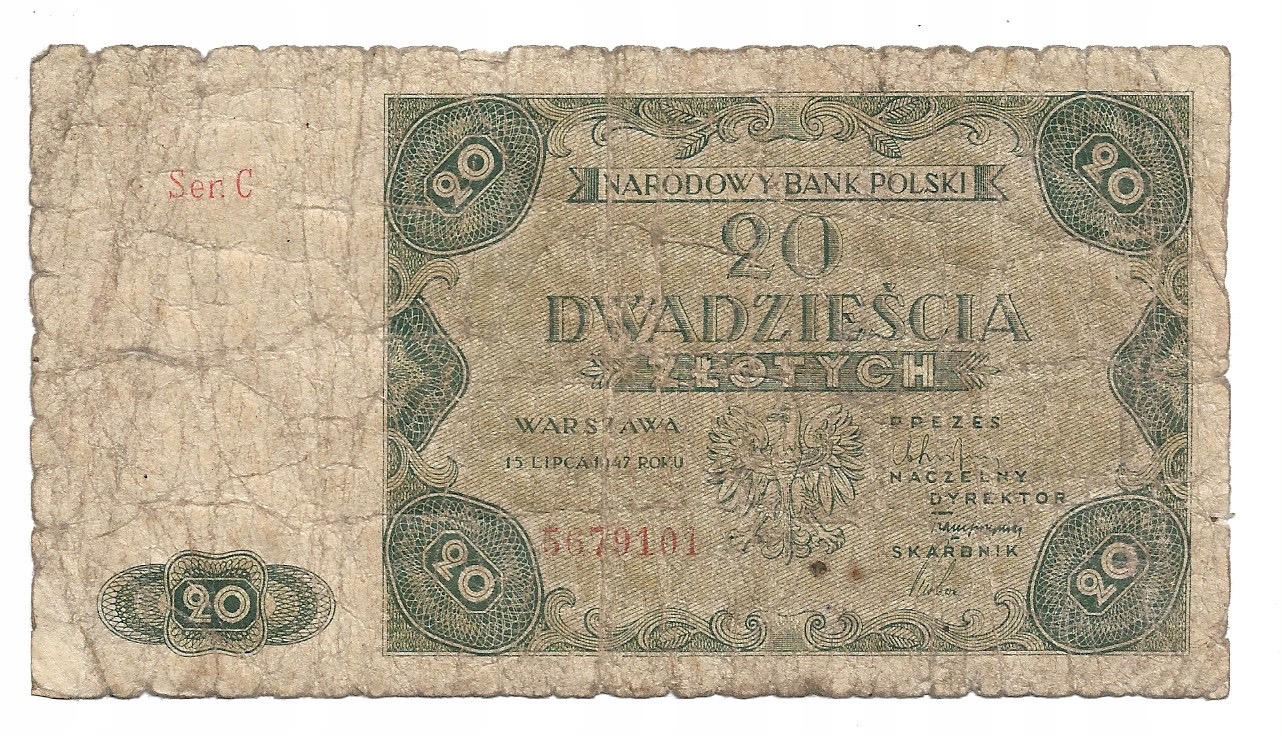 Ser. C
20
20
NARODOWY BANK POLSKI
20
DWADZIEŚCIA
ZŁOTYCH
WARSZAWA
15 LIPCA 1947 ROKU
PREZES
NACZELNY
DYREKTOR
5679101
SKARBNIK
20
20
20